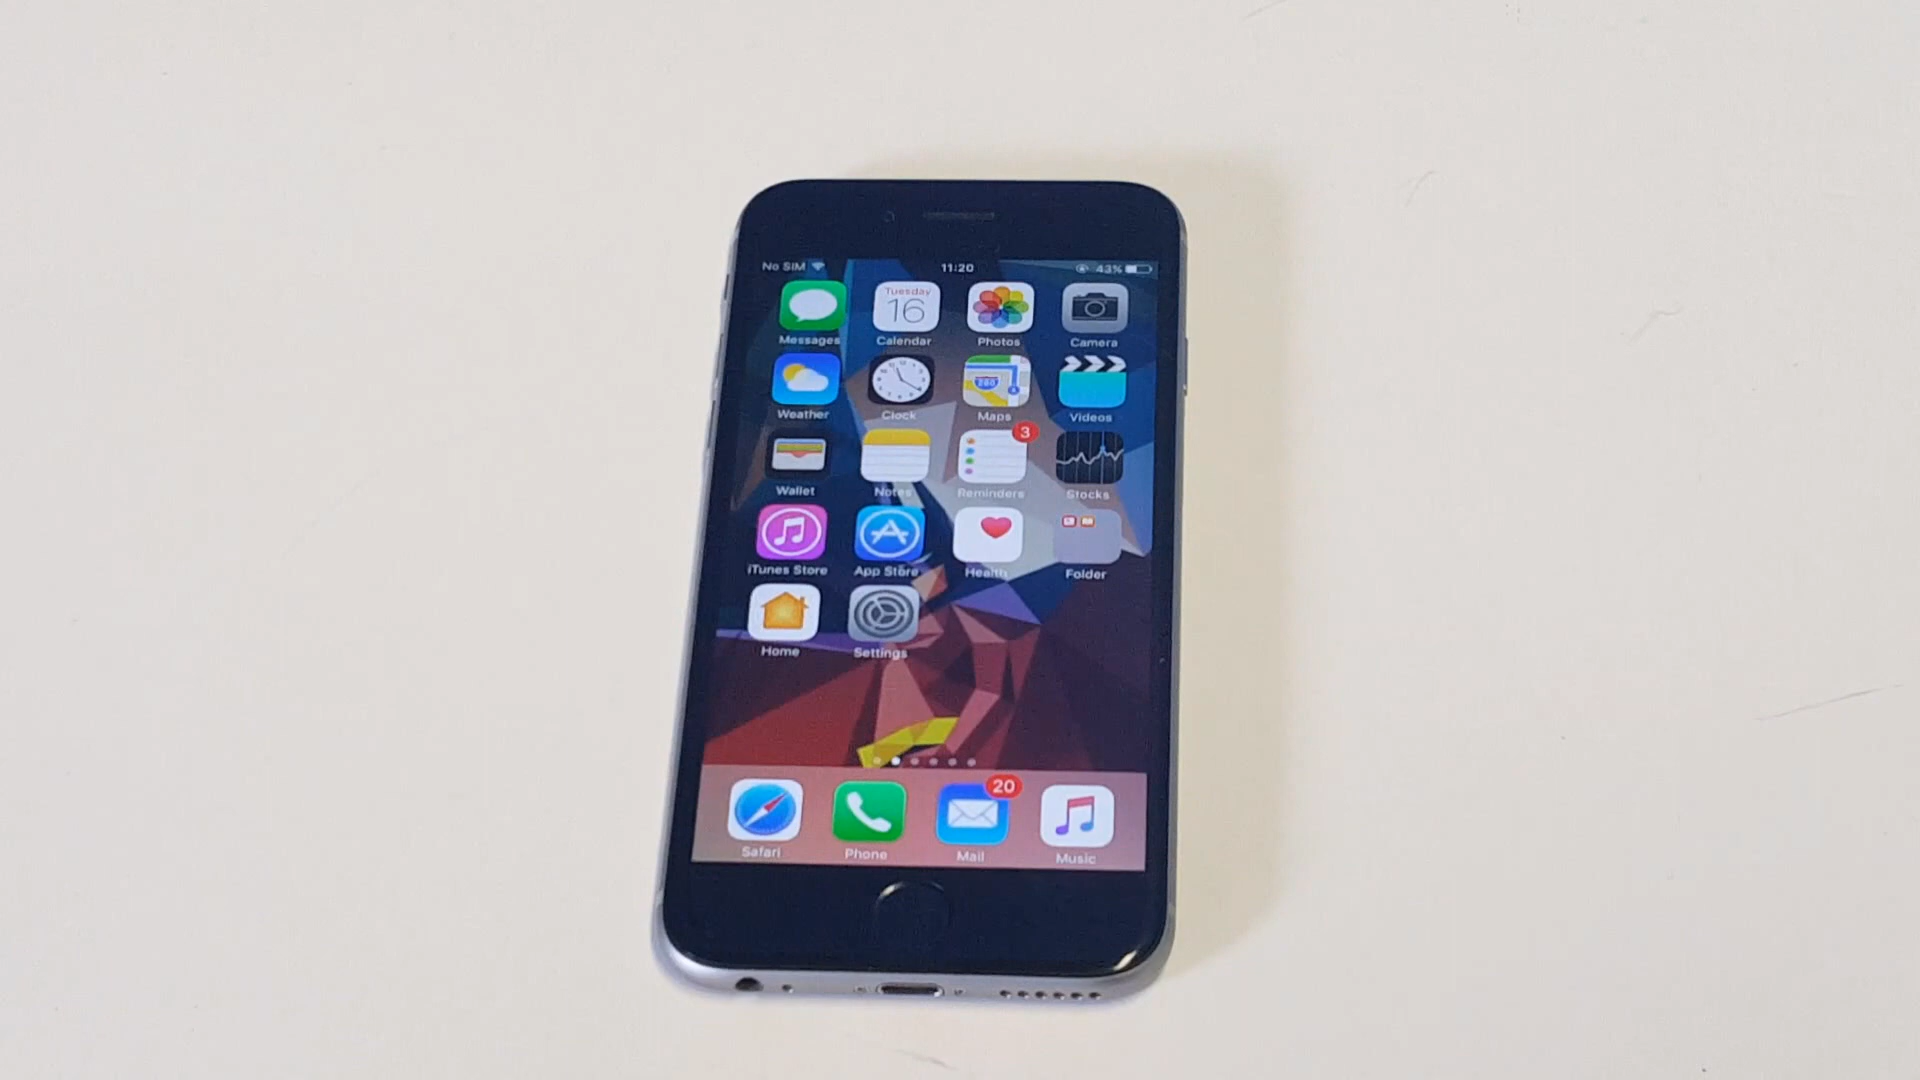 No SIM 11:20 43%
Tuesday
16
Messages Calendar Photos Camera
280
Weather Clock Maps Videos
3
Wallet Notes Reminders Stocks
iTunes Store App Store Health Folder
Home Settings
20
Safari Phone Mail Music